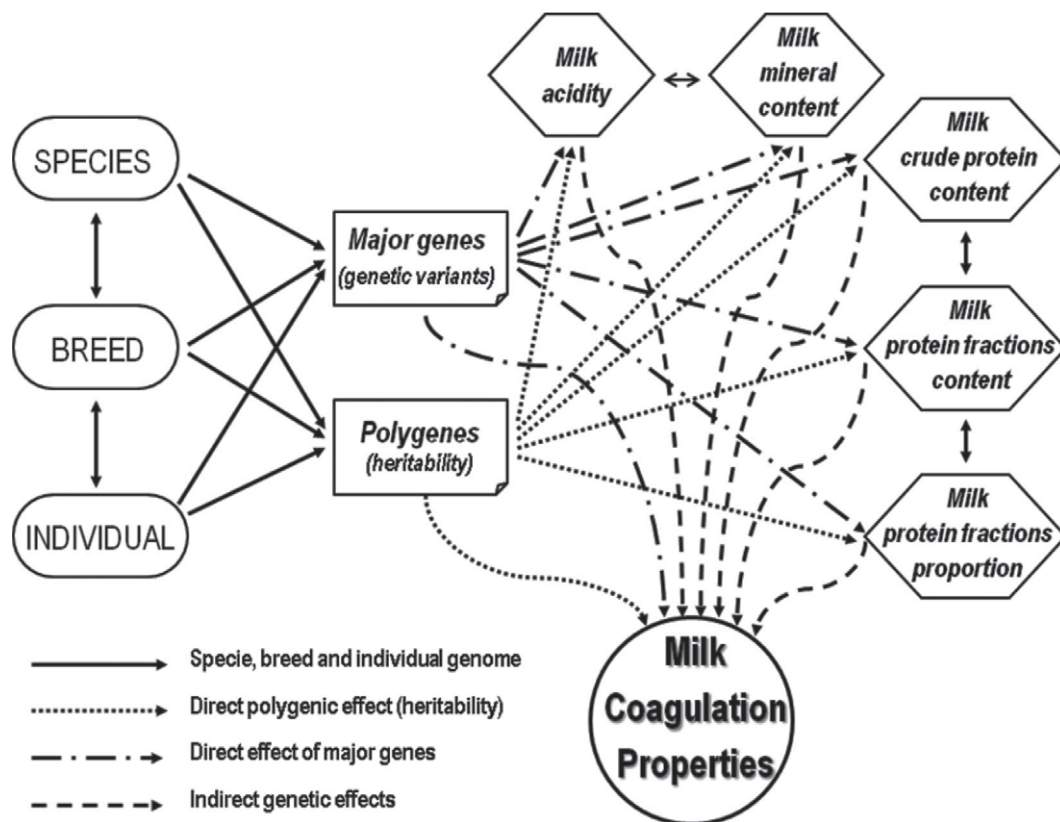 Milk
acidity
Milk
mineral
content
SPECIES
Milk
crude protein
content
Major genes
(genetic variants)
BREED
Milk
protein fractions
content
Polygenes
(heritability)
INDIVIDUAL
Milk
protein fractions
proportion
Milk
Coagulation
Properties
Specie, breed and individual genome
Direct polygenic effect (heritability)
Direct effect of major genes
Indirect genetic effects